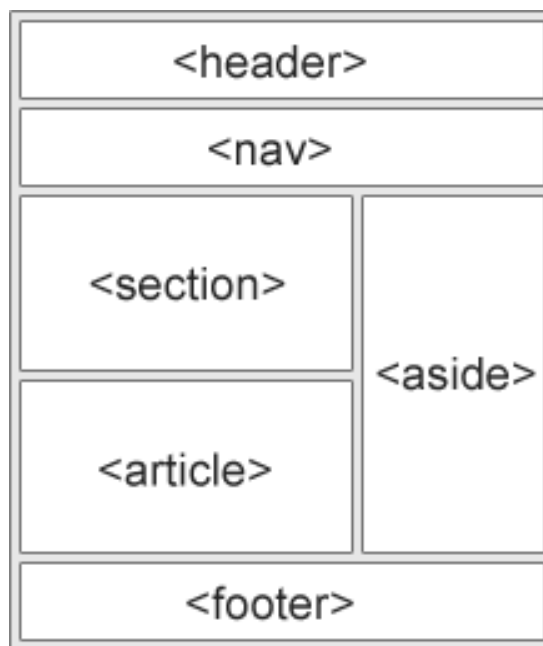 <header>
<nav>
<section>
<aside>
<article>
<footer>